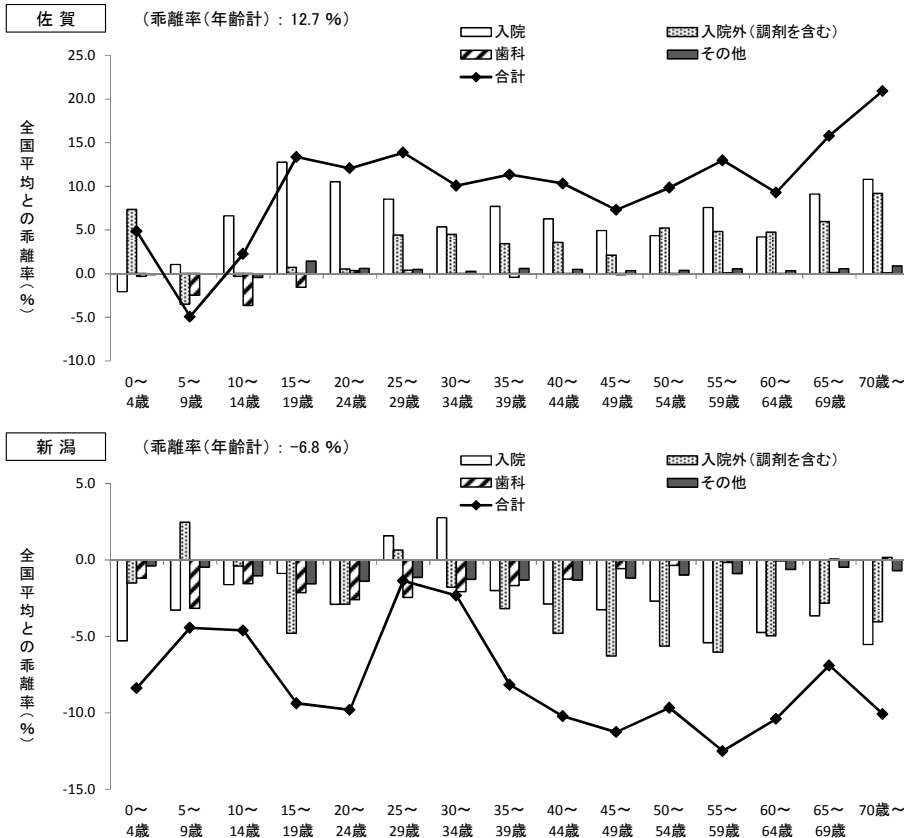 佐 賀
(乖離率(年齢計) : 12.7 %)
入院
入院外(調剤を含む)
歯科
その他
合計
全国平均との乖離率(%)
25.0
20.0
15.0
10.0
5.0
0.0
-5.0
-10.0
0～ 5～ 10～ 15～ 20～ 25～ 30～ 35～ 40～ 45～ 50～ 55～ 60～ 65～ 70歳～
4歳 9歳 14歳 19歳 24歳 29歳 34歳 39歳 44歳 49歳 54歳 59歳 64歳 69歳
新 潟
(乖離率(年齢計) : -6.8 %)
入院
入院外(調剤を含む)
歯科
その他
合計
全国平均との乖離率(%)
5.0
0.0
-5.0
-10.0
-15.0
0～ 5～ 10～ 15～ 20～ 25～ 30～ 35～ 40～ 45～ 50～ 55～ 60～ 65～ 70歳～
4歳 9歳 14歳 19歳 24歳 29歳 34歳 39歳 44歳 49歳 54歳 59歳 64歳 69歳